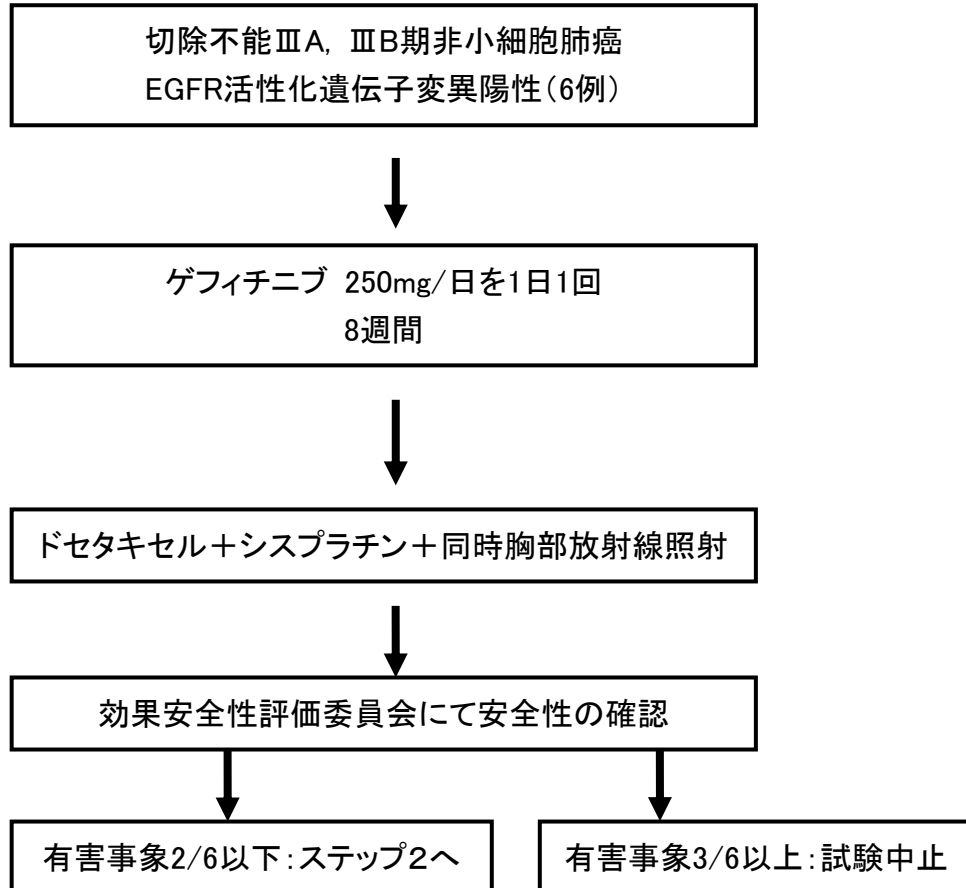 切除不能ⅢA，ⅢB期非小細胞肺癌
EGFR活性化遺伝子変異陽性（6例）
ゲフィチニブ 250mg/日を1日1回
8週間
ドセタキセル＋シスプラチン＋同時胸部放射線照射
効果安全性評価委員会にて安全性の確認
有害事象2/6以下：ステップ２へ
有害事象3/6以上：試験中止